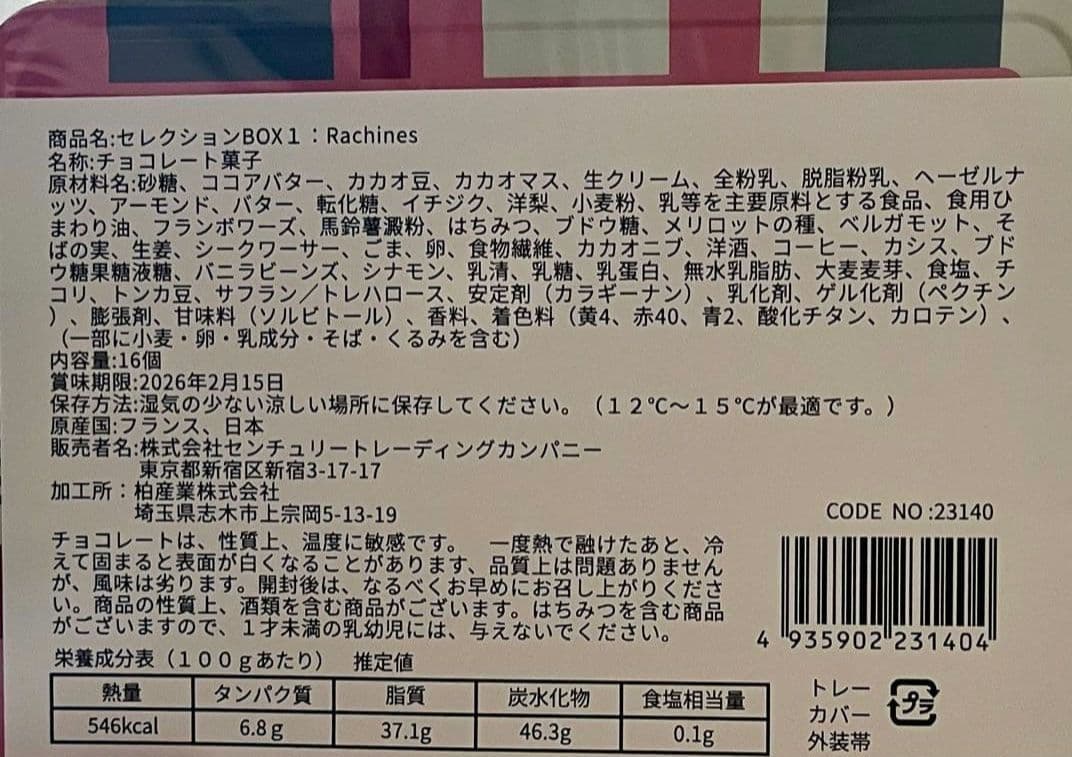 商品名:セレクションBOX１：Rachines
名称:チョコレート菓子
原材料名:砂糖、ココアバター、カカオ豆、カカオマス、生クリーム、全粉乳、脱脂粉乳、ヘーゼルナ
ッツ、アーモンド、バター、転化糖、イチジク、洋梨、小麦粉、乳等を主要原料とする食品、食用ひ
まわり油、フランボワーズ、馬鈴薯澱粉、はちみつ、ブドウ糖、メリロットの種、ベルガモット、そ
ばの実、生姜、シークワーサー、ごま、卵、食物繊維、カカオニブ、洋酒、コーヒー、カシス、ブド
ウ糖果糖液糖、バニラビーンズ、シナモン、乳清、乳糖、乳蛋白、無水乳脂肪、大麦麦芽、食塩、チ
コリ、トンカ豆、サフラン／トレハロース、安定剤（カラギーナン）、乳化剤、ゲル化剤（ペクチン
）、膨張剤、甘味料（ソルビトール）、香料、着色料（黄4、赤40、青2、酸化チタン、カロテン）、
（一部に小麦・卵・乳成分・そば・くるみを含む）
内容量:16個
賞味期限:2026年2月15日
保存方法:湿気の少ない涼しい場所に保存してください。（１２℃～１５℃が最適です。）
原産国:フランス、日本
販売者名:株式会社センチュリートレーディングカンパニー
東京都新宿区新宿3-17-17
加工所：柏産業株式会社
埼玉県志木市上宗岡5-13-19
CODE NO:23140
チョコレートは、性質上、温度に敏感です。　一度熱で融けたあと、冷
えて固まると表面が白くなることがあります、品質上は問題ありません
が、風味は劣ります。開封後は、なるべくお早めにお召し上がりくださ
い。商品の性質上、酒類を含む商品がございます。はちみつを含む商品
がございますので、１才未満の乳幼児には、与えないでください。
4 935902 231404
栄養成分表（１００ｇあたり）　推定値
熱量 タンパク質 脂質 炭水化物 食塩相当量
546kcal 6.8ｇ 37.1g 46.3g 0.1g
トレー
カバー
外装帯
プラ